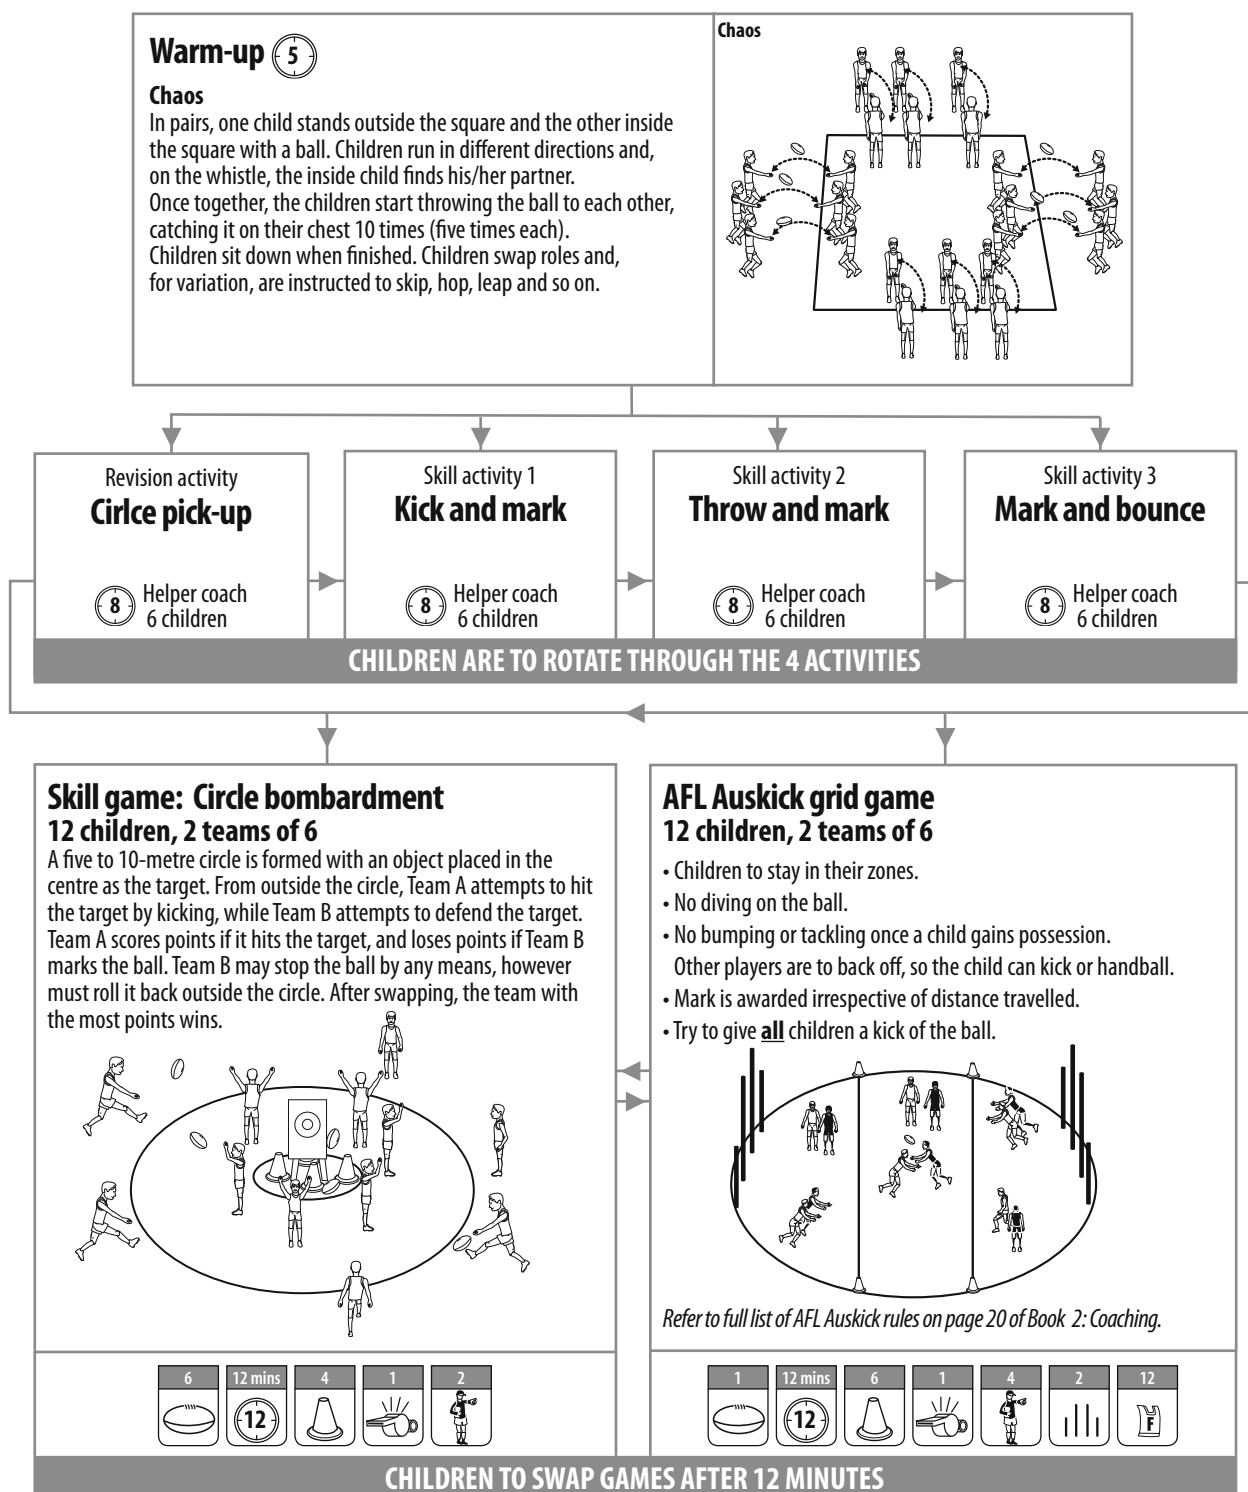 Warm-up 5
Chaos
In pairs, one child stands outside the square and the other inside
the square with a ball. Children run in different directions and,
on the whistle, the inside child finds his/her partner.
Once together, the children start throwing the ball to each other,
catching it on their chest 10 times (five times each).
Children sit down when finished. Children swap roles and,
for variation, are instructed to skip, hop, leap and so on.
Chaos
Revision activity
Cirlce pick-up
8 Helper coach
6 children
Skill activity 1
Kick and mark
8 Helper coach
6 children
Skill activity 2
Throw and mark
8 Helper coach
6 children
Skill activity 3
Mark and bounce
8 Helper coach
6 children
CHILDREN ARE TO ROTATE THROUGH THE 4 ACTIVITIES
Skill game: Circle bombardment
12 children, 2 teams of 6
A five to 10-metre circle is formed with an object placed in the
centre as the target. From outside the circle, Team A attempts to hit
the target by kicking, while Team B attempts to defend the target.
Team A scores points if it hits the target, and loses points if Team B
marks the ball. Team B may stop the ball by any means, however
must roll it back outside the circle. After swapping, the team with
the most points wins.
6 12 mins 4 1 2
12
AFL Auskick grid game
12 children, 2 teams of 6
• Children to stay in their zones.
• No diving on the ball.
• No bumping or tackling once a child gains possession.
Other players are to back off, so the child can kick or handball.
• Mark is awarded irrespective of distance travelled.
• Try to give all children a kick of the ball.
Refer to full list of AFL Auskick rules on page 20 of Book 2: Coaching.
1 12 mins 6 1 4 2 12
12 F
CHILDREN TO SWAP GAMES AFTER 12 MINUTES